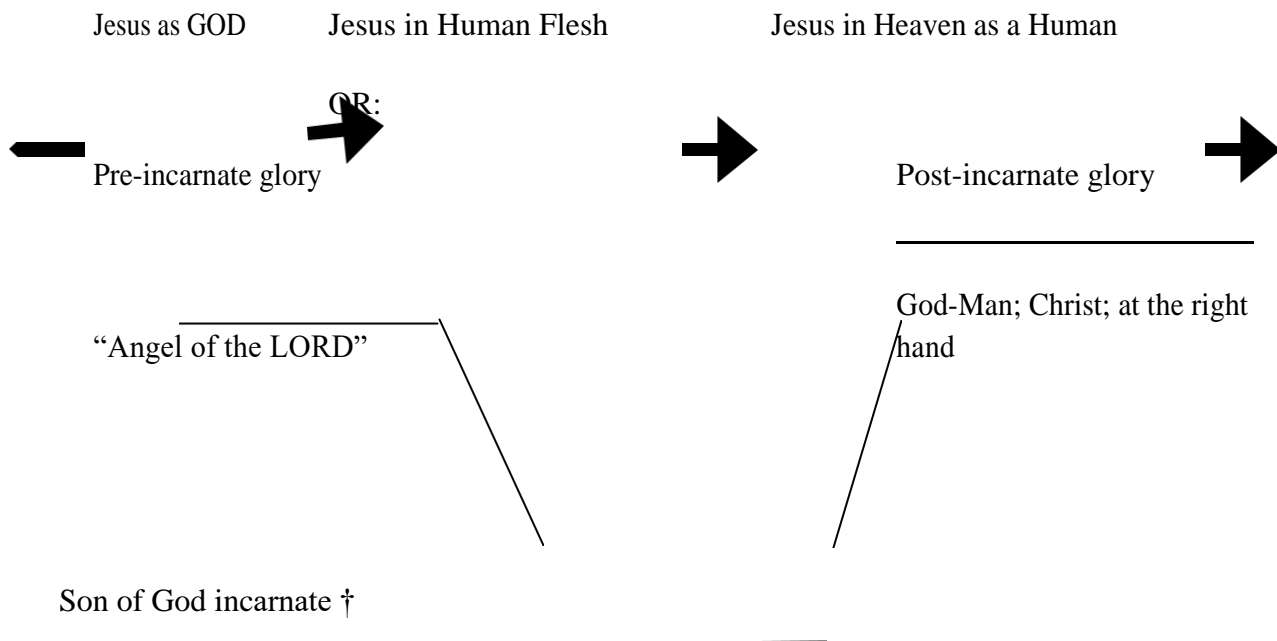 Jesus as GOD Jesus in Human Flesh Jesus in Heaven as a Human
OR:
Pre-incarnate glory Post-incarnate glory
God-Man; Christ; at the right
hand
“Angel of the LORD”
Son of God incarnate †